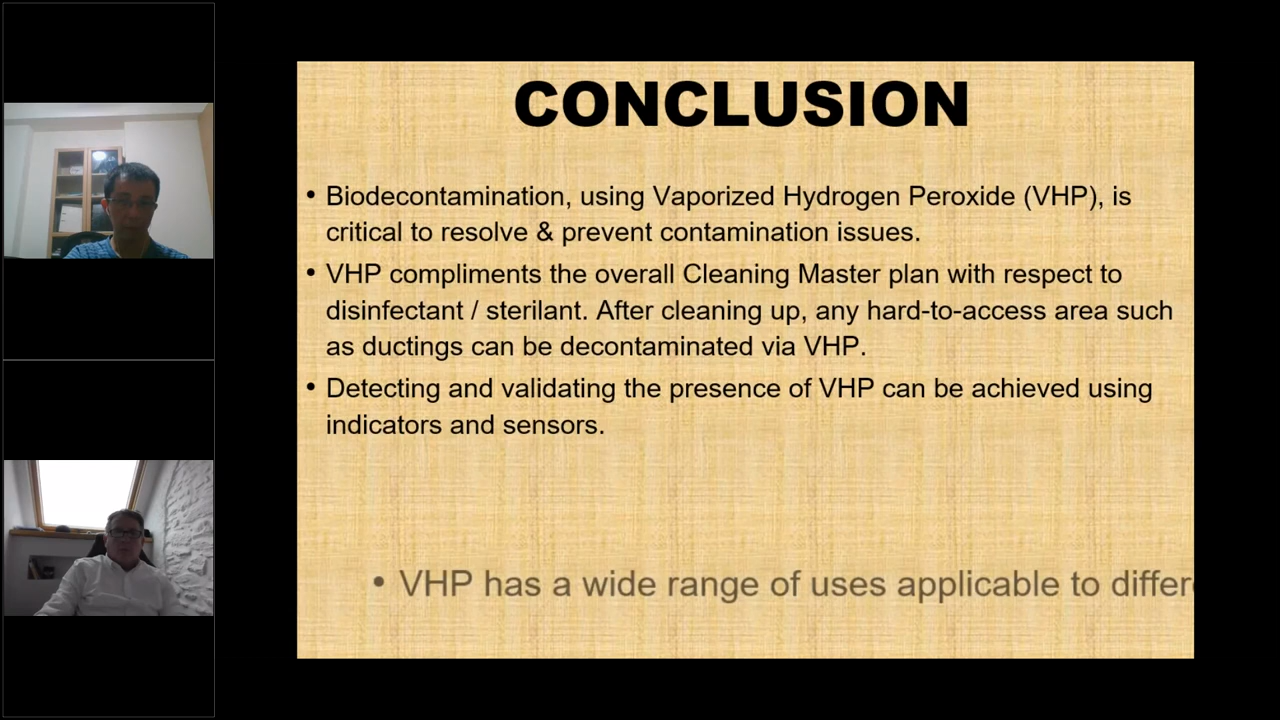 CONCLUSION
• Biodecontamination, using Vaporized Hydrogen Peroxide (VHP), is
critical to resolve & prevent contamination issues.
• VHP compliments the overall Cleaning Master plan with respect to
disinfectant / sterilant. After cleaning up, any hard-to-access area such
as ductings can be decontaminated via VHP.
• Detecting and validating the presence of VHP can be achieved using
indicators and sensors.
• VHP has a wide range of uses applicable to